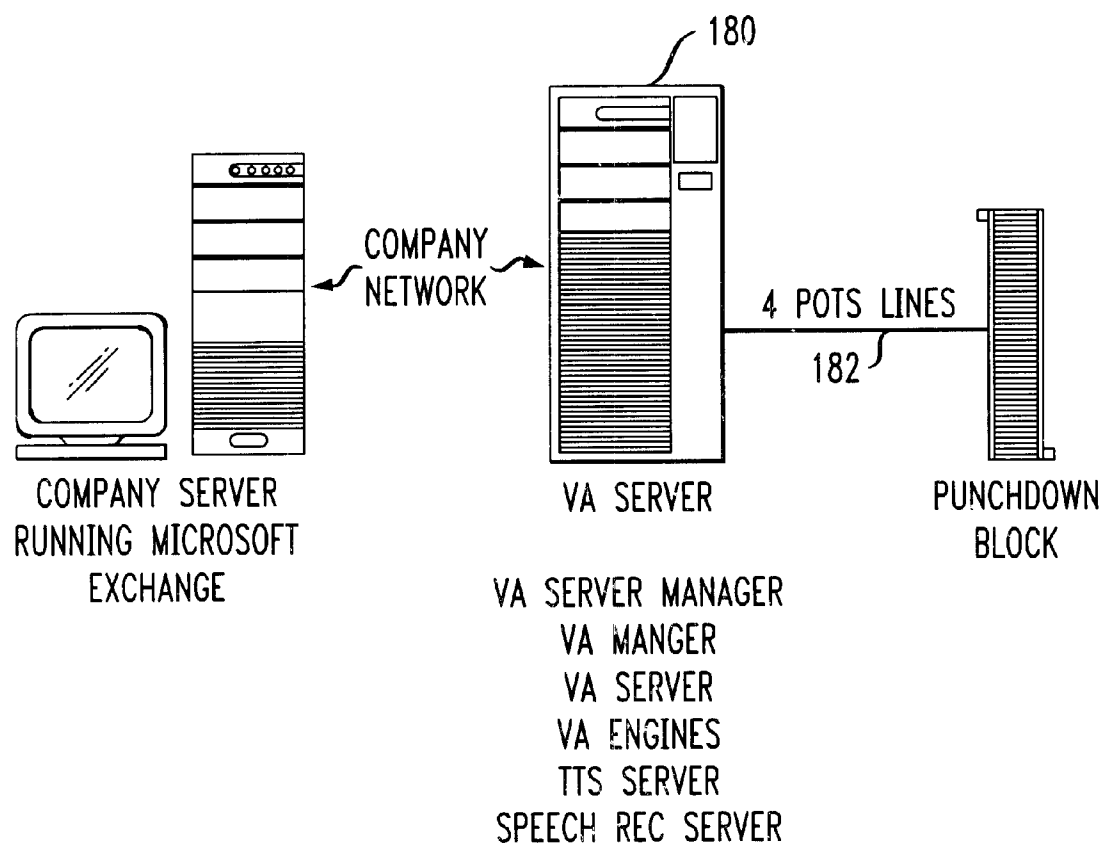 180
COMPANY
NETWORK
4 POTS LINES
182
COMPANY SERVER
RUNNING MICROSOFT
EXCHANGE
VA SERVER
PUNCHDOWN
BLOCK
VA SERVER MANAGER
VA MANGER
VA SERVER
VA ENGINES
TTS SERVER
SPEECH REC SERVER